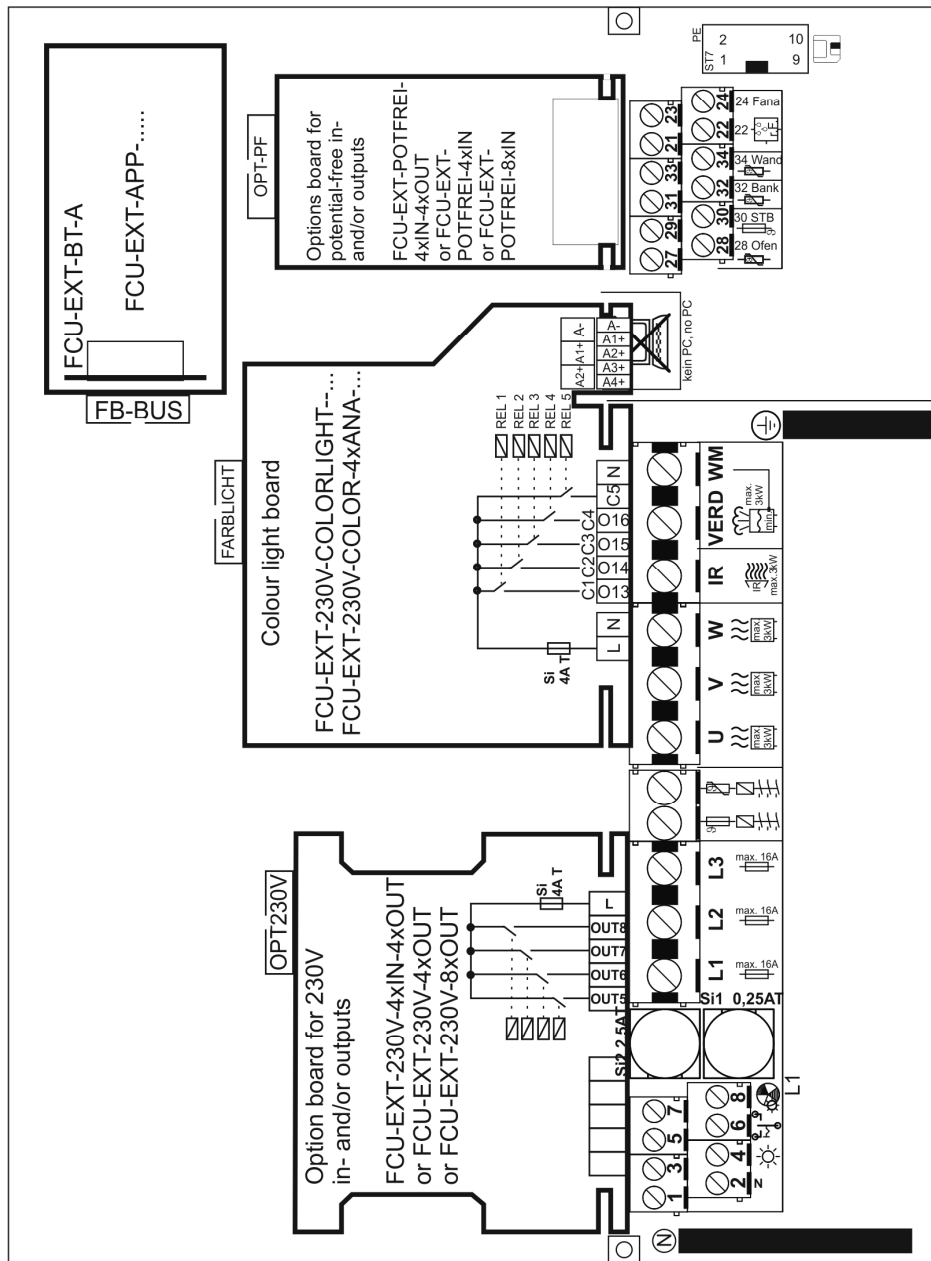 FCU-EXT-BT-A
FCU-EXT-APP-.....
FB-BUS
OPT-PF
Options board for
potential-free in-
and/or outputs
FCU-EXT-POTFREI-
4xIN-4xOUT
or FCU-EXT-
POTFREI-4xIN
or FCU-EXT-
POTFREI-8xIN
PE
ST7
2 10
1 9
27 29 31 33 21 23
28 30 32 34 22 24
24 Fana
22 r.F.
34 Wand
32 Bank
30 STB
28 Ofen
FARBLICHT
Colour light board
FCU-EXT-230V-COLORLIGHT--....
FCU-EXT-230V-COLOR-4xANA-....
REL 1
REL 2
REL 3
REL 4
REL 5
Si
4A T
C1 C2 C3 C4
L N O13 O14 O15 O16 C5 N
A2+ A1+ A-
A4+ A3+ A2+ A1+ A-
kein PC, no PC
OPT230V
Option board for 230V
in- and/or outputs
FCU-EXT-230V-4xIN-4xOUT
or FCU-EXT-230V-4xOUT
or FCU-EXT-230V-8xOUT
Si
4A T
OUT5 OUT6 OUT7 OUT8 L
Si2 2,5AT
Si1 0,25AT
1 3 5 7
2 4 6 8
N
L1
N
L1 L2 L3
max. 16A
max. 16A
max. 16A
U V W IR VERD WM
max
3kW
max
3kW
max
3kW
IR
max.3kW
max.
3kW
min.